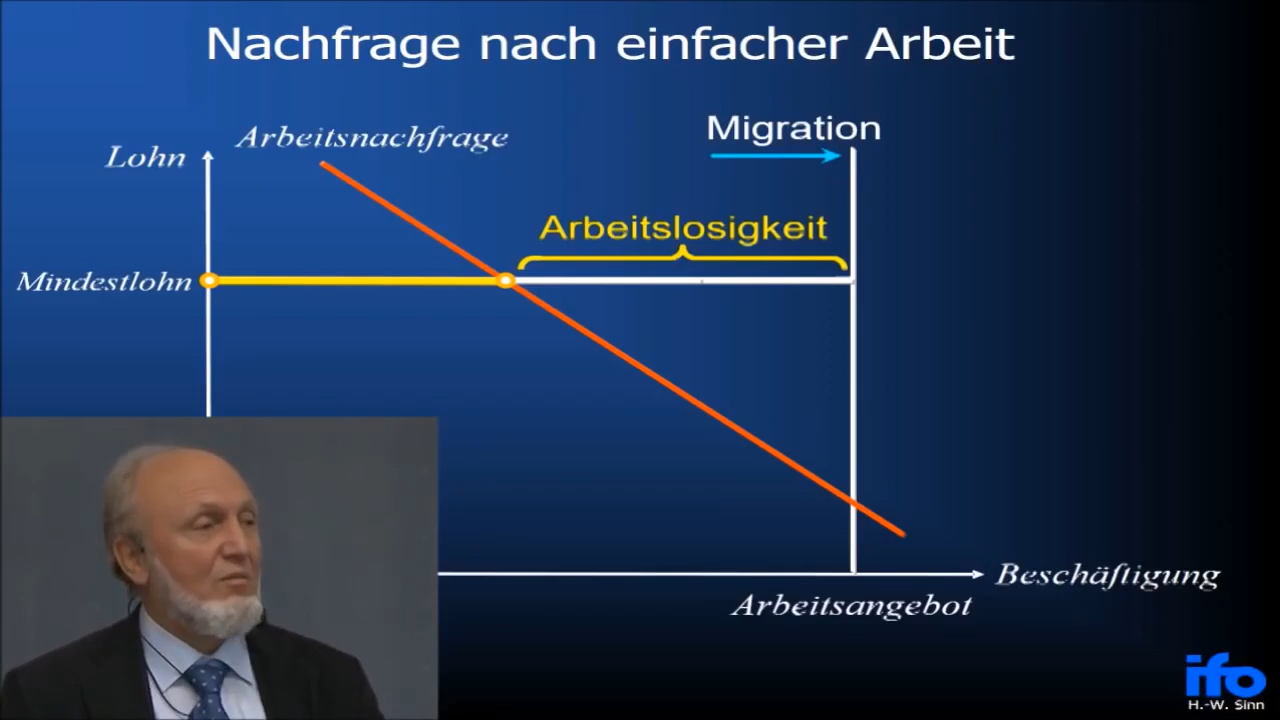 Nachfrage nach einfacher Arbeit
Migration
Arbeitsnachfrage
Lohn
Arbeitslosigkeit
Mindestlohn
Beschäftigung
Arbeitsangebot
ifo
H.-W. Sinn